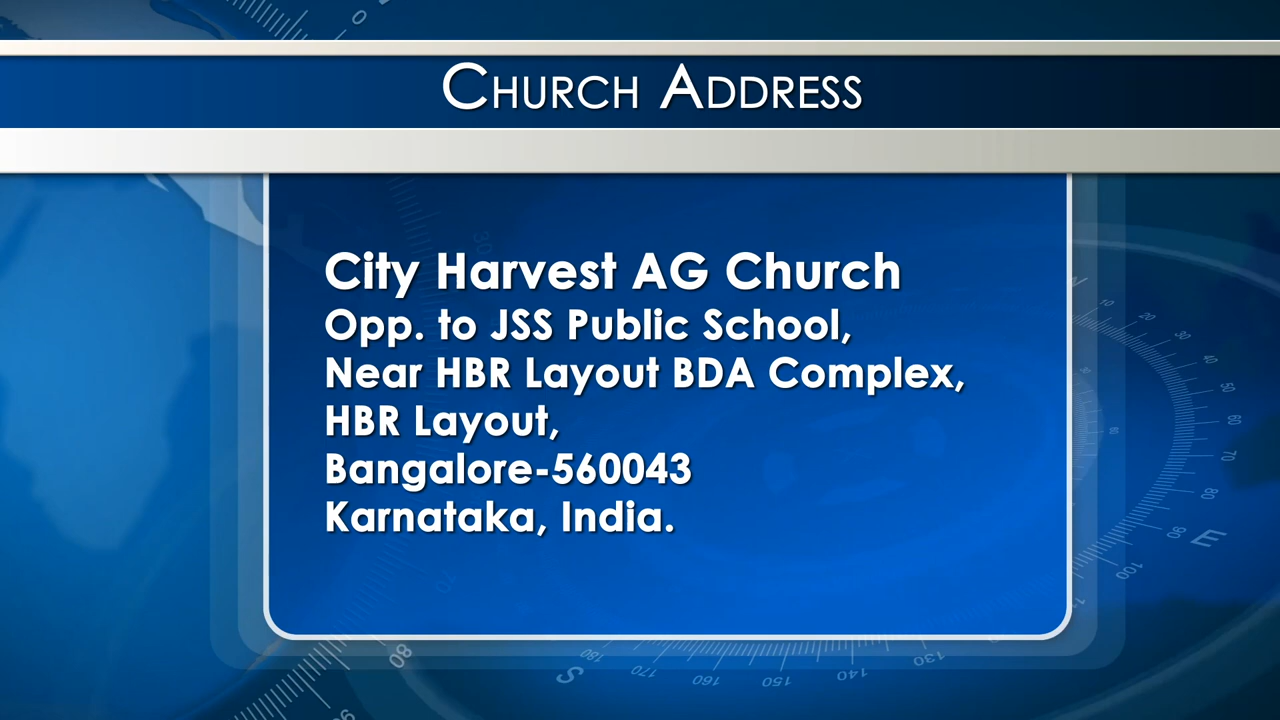 Church Address
City Harvest AG Church
Opp. to JSS Public School,
Near HBR Layout BDA Complex,
HBR Layout,
Bangalore-560043
Karnataka, India.